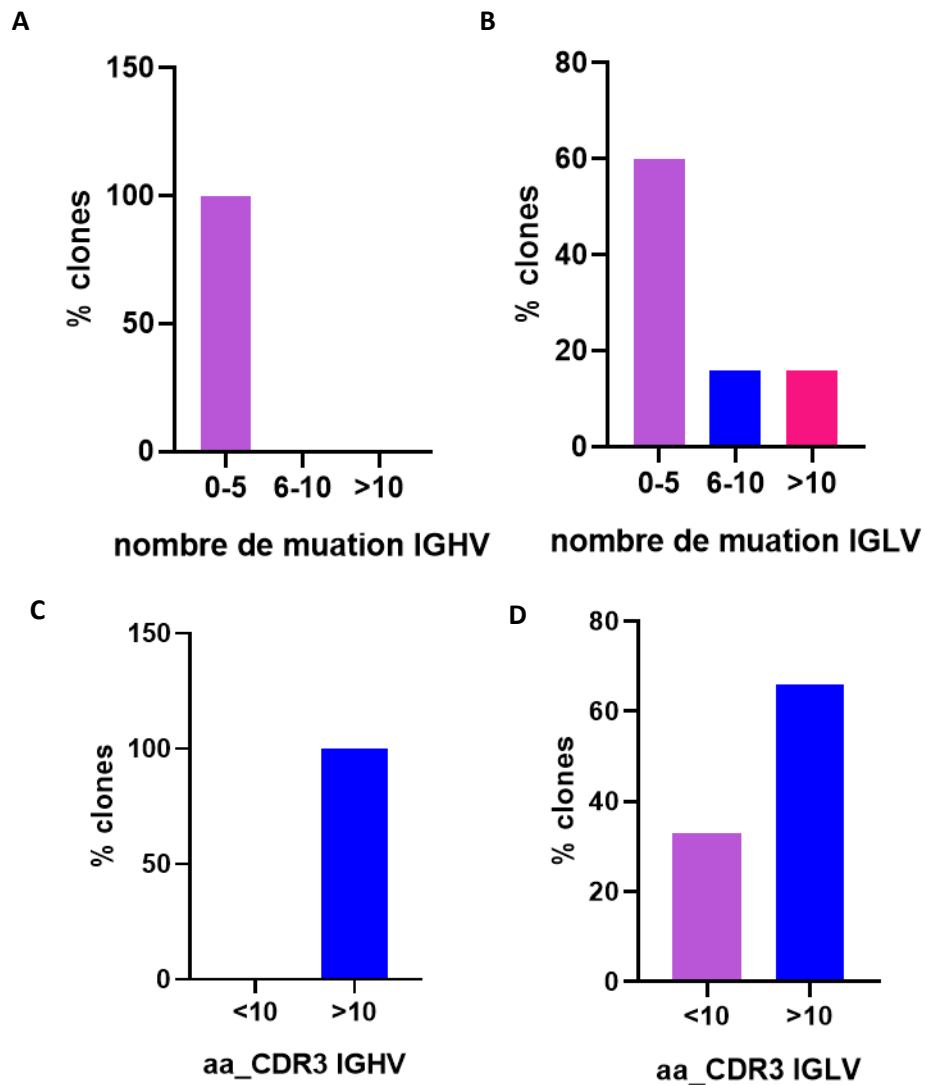 A
150
100
50
0
% clones
0-5 6-10 >10
nombre de muation IGHV
B
80
60
40
20
0
% clones
0-5 6-10 >10
nombre de muation IGLV
C
150
100
50
0
% clones
<10 >10
aa_CDR3 IGHV
D
80
60
40
20
0
% clones
<10 >10
aa_CDR3 IGLV